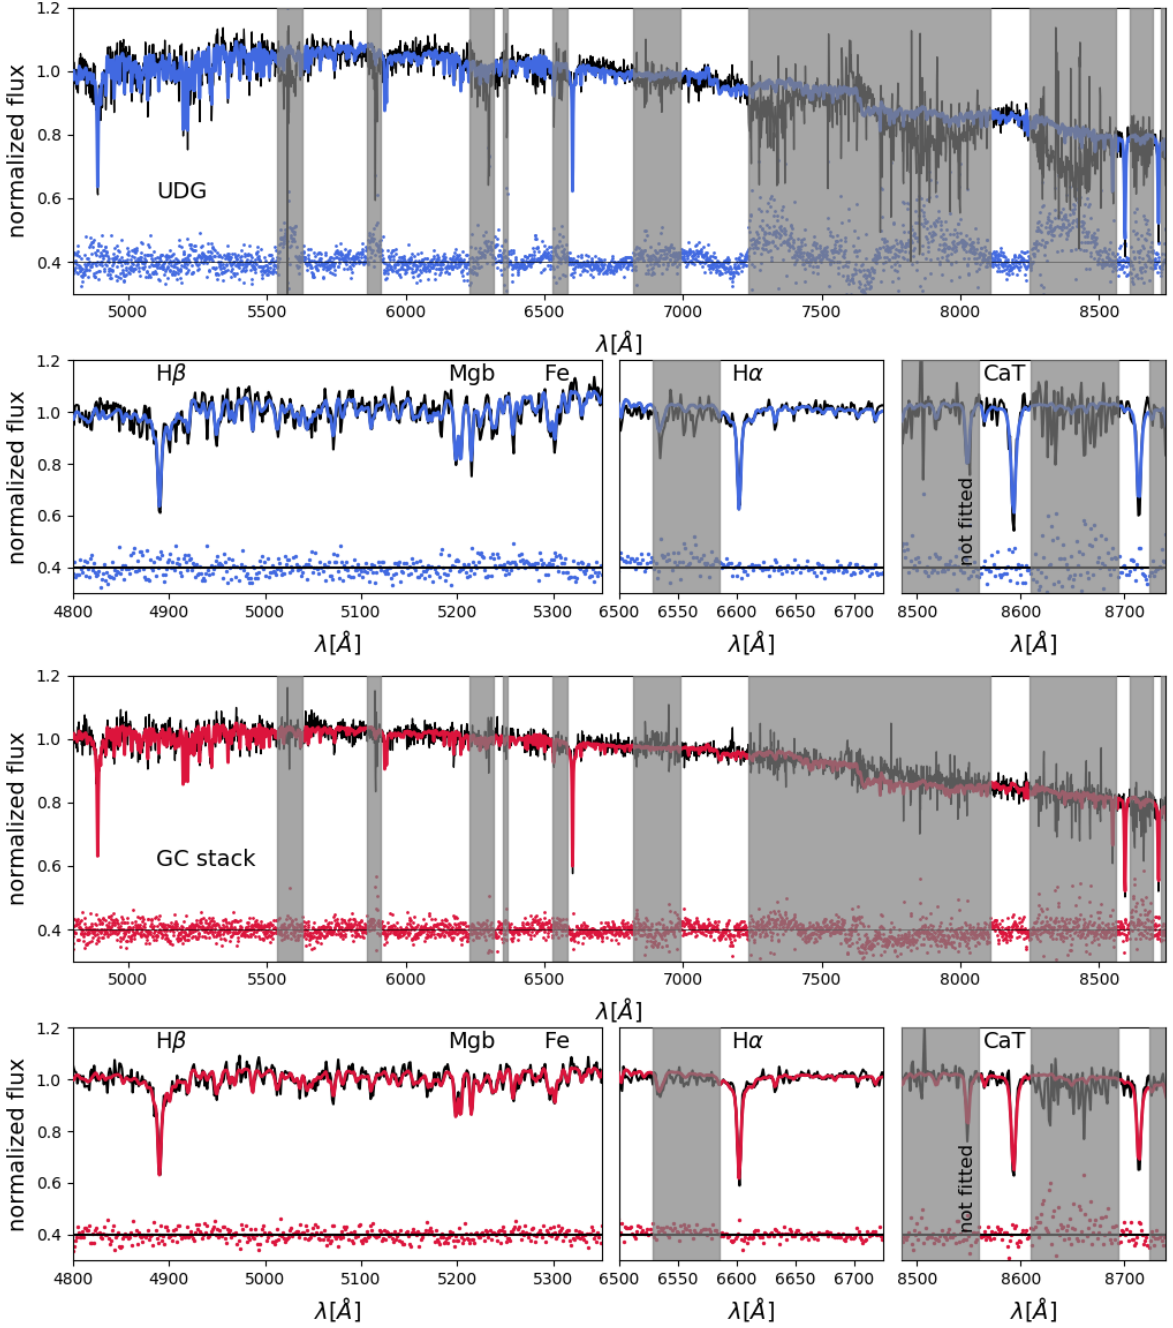 1.2
1.0
0.8
0.6
0.4
normalized flux
UDG
5000 5500 6000 6500 7000 7500 8000 8500
λ[Å]
1.2
1.0
0.8
0.6
0.4
normalized flux
Hβ Mgb Fe Hα CaT
not fitted
4800 4900 5000 5100 5200 5300 6500 6550 6600 6650 6700 8500 8600 8700
λ[Å] λ[Å] λ[Å]
1.2
1.0
0.8
0.6
0.4
normalized flux
GC stack
5000 5500 6000 6500 7000 7500 8000 8500
λ[Å]
1.2
1.0
0.8
0.6
0.4
normalized flux
Hβ Mgb Fe Hα CaT
not fitted
4800 4900 5000 5100 5200 5300 6500 6550 6600 6650 6700 8500 8600 8700
λ[Å] λ[Å] λ[Å]